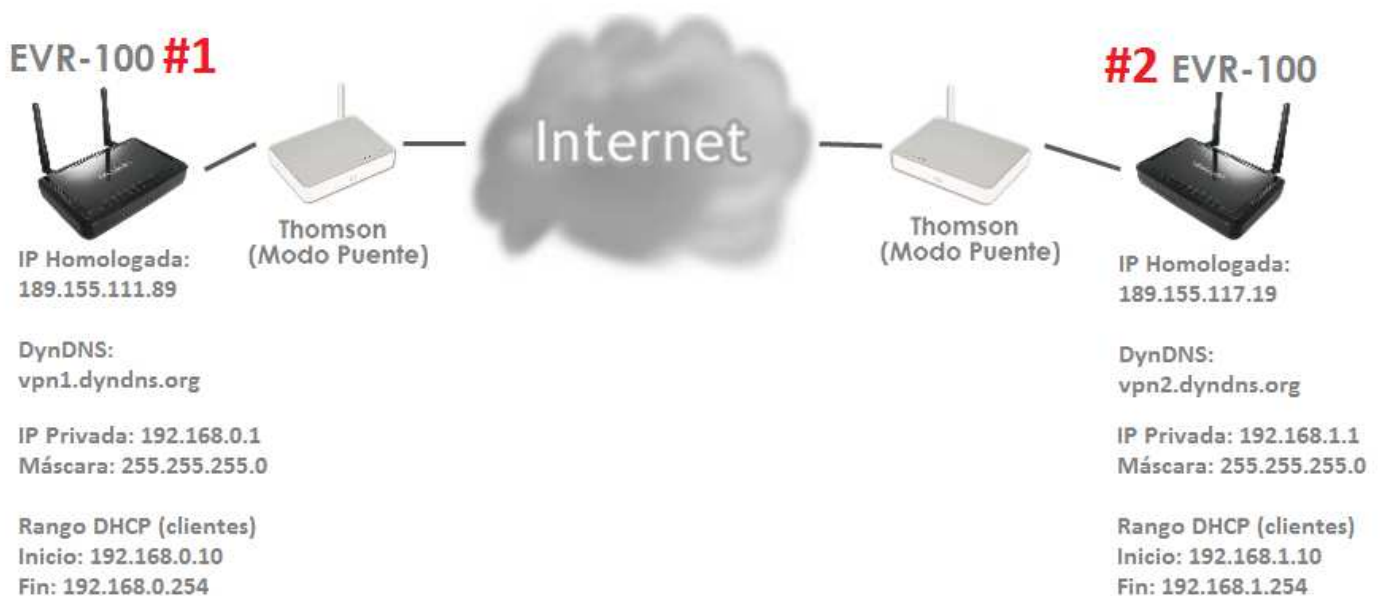 EVR-100 #1
#2 EVR-100
Internet
Thomson
(Modo Puente)
Thomson
(Modo Puente)
IP Homologada:
189.155.111.89
DynDNS:
vpn1.dyndns.org
IP Privada: 192.168.0.1
Máscara: 255.255.255.0
Rango DHCP (clientes)
Inicio: 192.168.0.10
Fin: 192.168.0.254
IP Homologada:
189.155.117.19
DynDNS:
vpn2.dyndns.org
IP Privada: 192.168.1.1
Máscara: 255.255.255.0
Rango DHCP (clientes)
Inicio: 192.168.1.10
Fin: 192.168.1.254